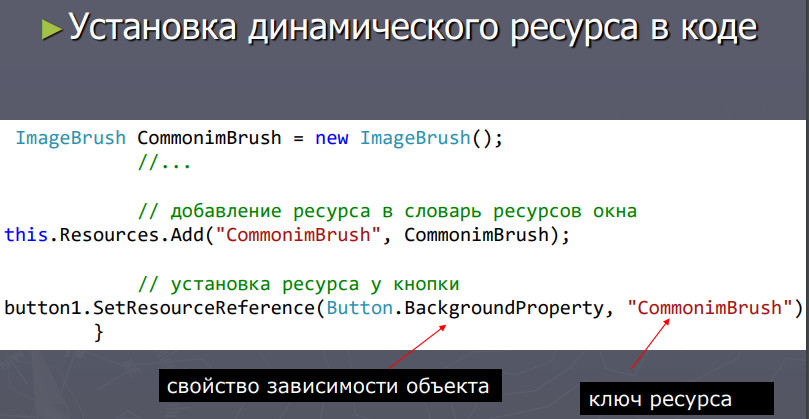 ►Установка динамического ресурса в коде
ImageBrush CommonimBrush = new ImageBrush();
//...
// добавление ресурса в словарь ресурсов окна
this.Resources.Add("CommonimBrush", CommonimBrush);
// установка ресурса у кнопки
button1.SetResourceReference(Button.BackgroundProperty, "CommonimBrush")
}
свойство зависимости объекта
ключ ресурса